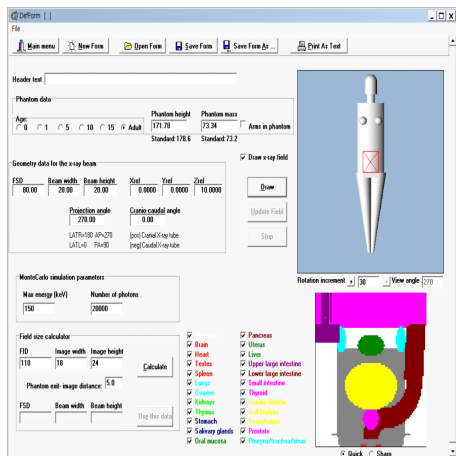 DefForm [ ]
File
Main menu New Form Open Form Save Form Save Form As ... Print As Text
Header text
Phantom data
Age: 0 1 5 10 15 Adult
Phantom height 171.78 Phantom mass 73.34 Arms in phantom
Standard:178.6 Standard:73.2
Geometry data for the x-ray beam
Draw x-ray field
FSD Beam width Beam height Xref Yref Zref
80.00 20.00 20.00 0.0000 0.0000 10.0000
Draw
Projection angle Cranio-caudal angle
270.00 0.00
Update Field
LATR=180 AP=270 (pos) Cranial X-ray tube
LATL=0 PA=90 (neg) Caudal X-ray tube
Stop
Rotation increment + 30 - View angle 270
MonteCarlo simulation parameters
Max energy (keV) Number of photons
150 20000
Field size calculator
FID Image width Image height
110 18 24
Calculate
Phantom exit- image distance: 5.0
FSD Beam width Beam height
Use this data
Brain
Heart
Testes
Spleen
Lungs
Ovaries
Kidneys
Thymus
Stomach
Salivary glands
Oral mucosa
Pancreas
Uterus
Liver
Upper large intestine
Lower large intestine
Small intestine
Thyroid
Urinary bladder
Gall bladder
Oesophagus
Prostate
Pharynx/trachea/sinus
Quick Sharp